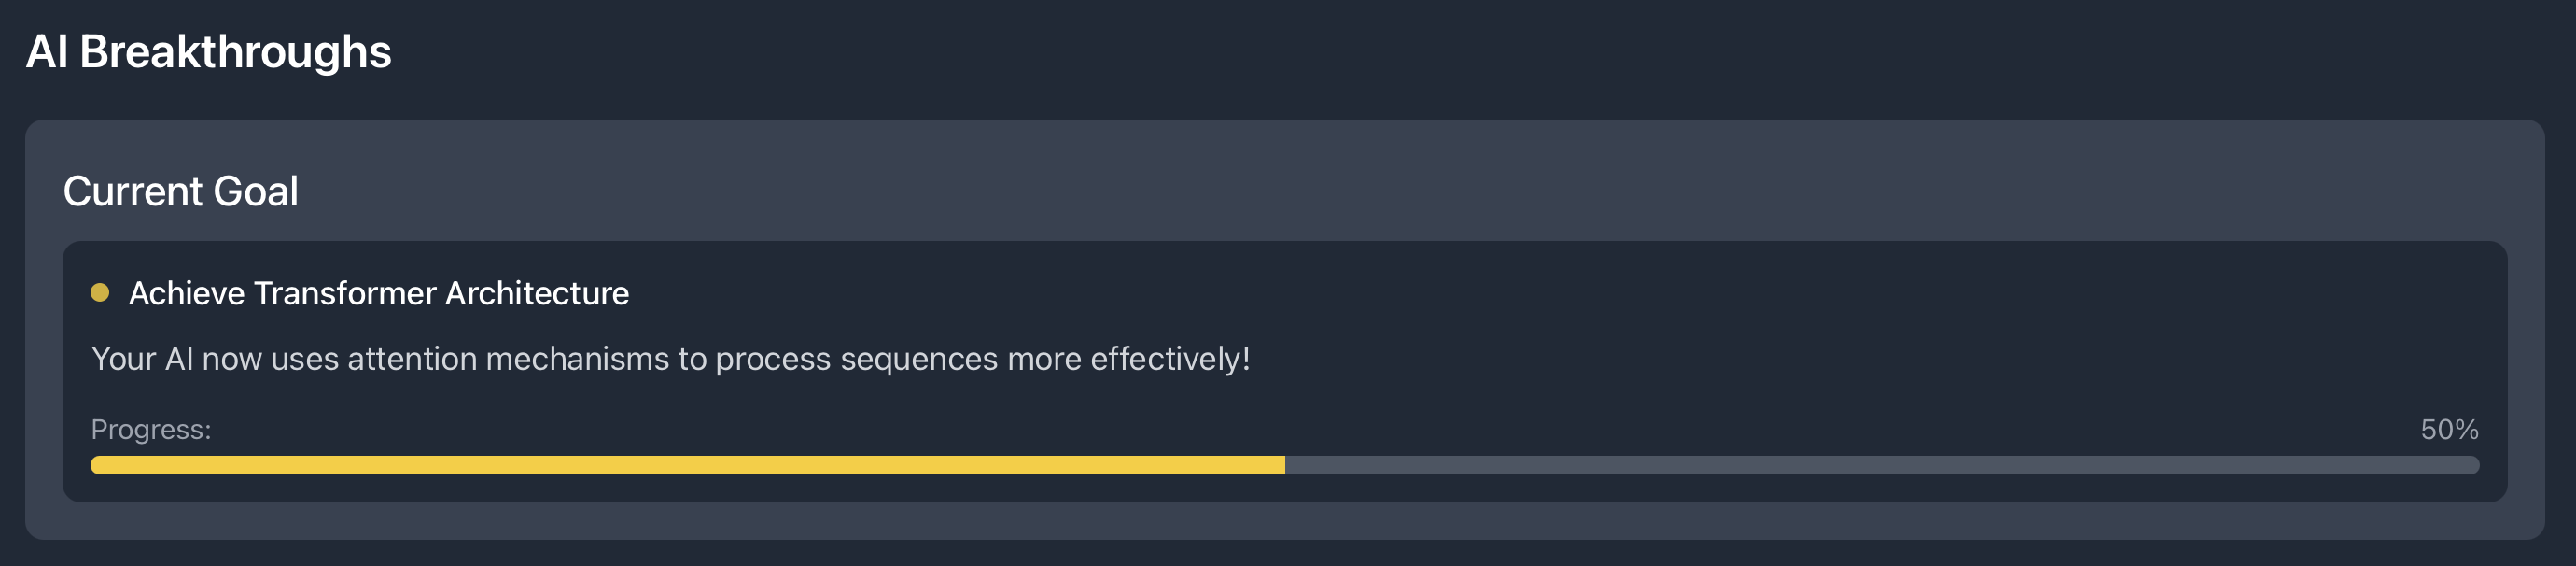 AI Breakthroughs
Current Goal
Achieve Transformer Architecture
Your AI now uses attention mechanisms to process sequences more effectively!
Progress: 50%